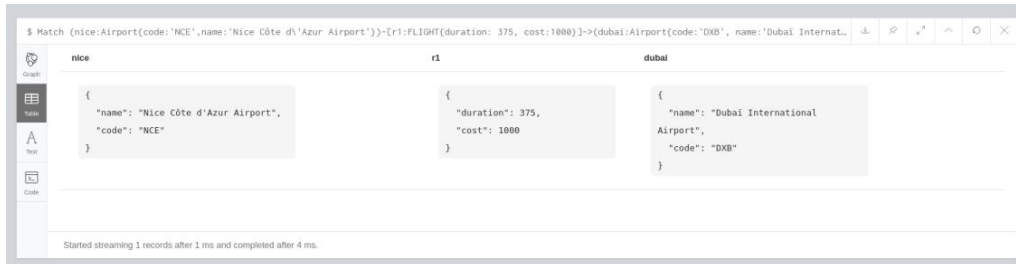 $ Match (nice:Airport{code:'NCE',name:'Nice Côte d\'Azur Airport'})-[r1:FLIGHT{duration: 375, cost:1000}]->(dubai:Airport{code:'DXB', name:'Dubaï Internat…
Graph
Table
Text
Code
nice
r1
dubai
{
"name": "Nice Côte d'Azur Airport",
"code": "NCE"
}
{
"duration": 375,
"cost": 1000
}
{
"name": "Dubaï International
Airport",
"code": "DXB"
}
Started streaming 1 records after 1 ms and completed after 4 ms.